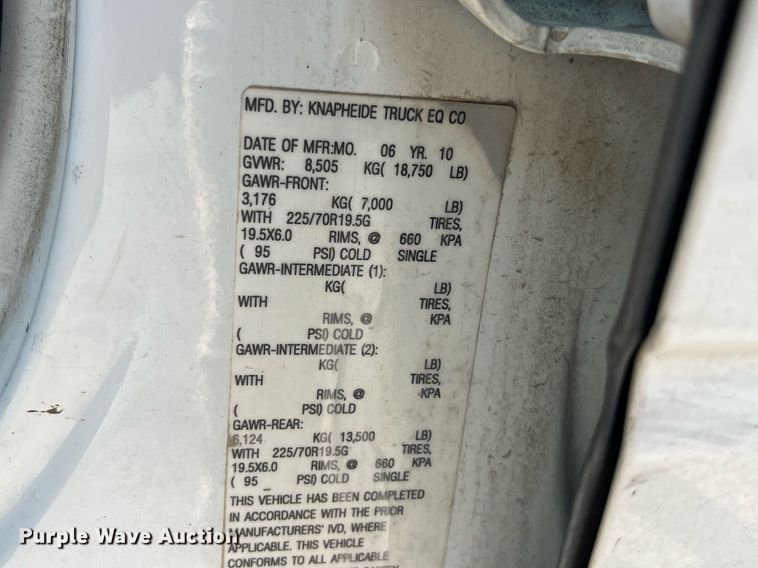 MFD. BY: KNAPHEIDE TRUCK EQ CO
DATE OF MFR:MO. 06 YR. 10
GVWR: 8,505 KG( 18,750 LB)
GAWR-FRONT:
3,176 KG( 7,000 LB)
WITH 225/70R19.5G TIRES,
19.5X6.0 RIMS, @ 660 KPA
( 95 PSI) COLD SINGLE
GAWR-INTERMEDIATE (1):
KG( LB)
WITH TIRES,
RIMS, @ KPA
( PSI) COLD
GAWR-INTERMEDIATE (2):
KG( LB)
WITH TIRES,
RIMS, @ KPA
( PSI) COLD
GAWR-REAR:
6,124 KG( 13,500 LB)
WITH 225/70R19.5G TIRES,
19.5X6.0 RIMS, @ 660 KPA
( 95 PSI) COLD SINGLE
THIS VEHICLE HAS BEEN COMPLETED
IN ACCORDANCE WITH THE PRIOR
MANUFACTURERS' IVD, WHERE
APPLICABLE. THIS VEHICLE
CONFORMS TO ALL APPLICABLE
Purple Wave Auction